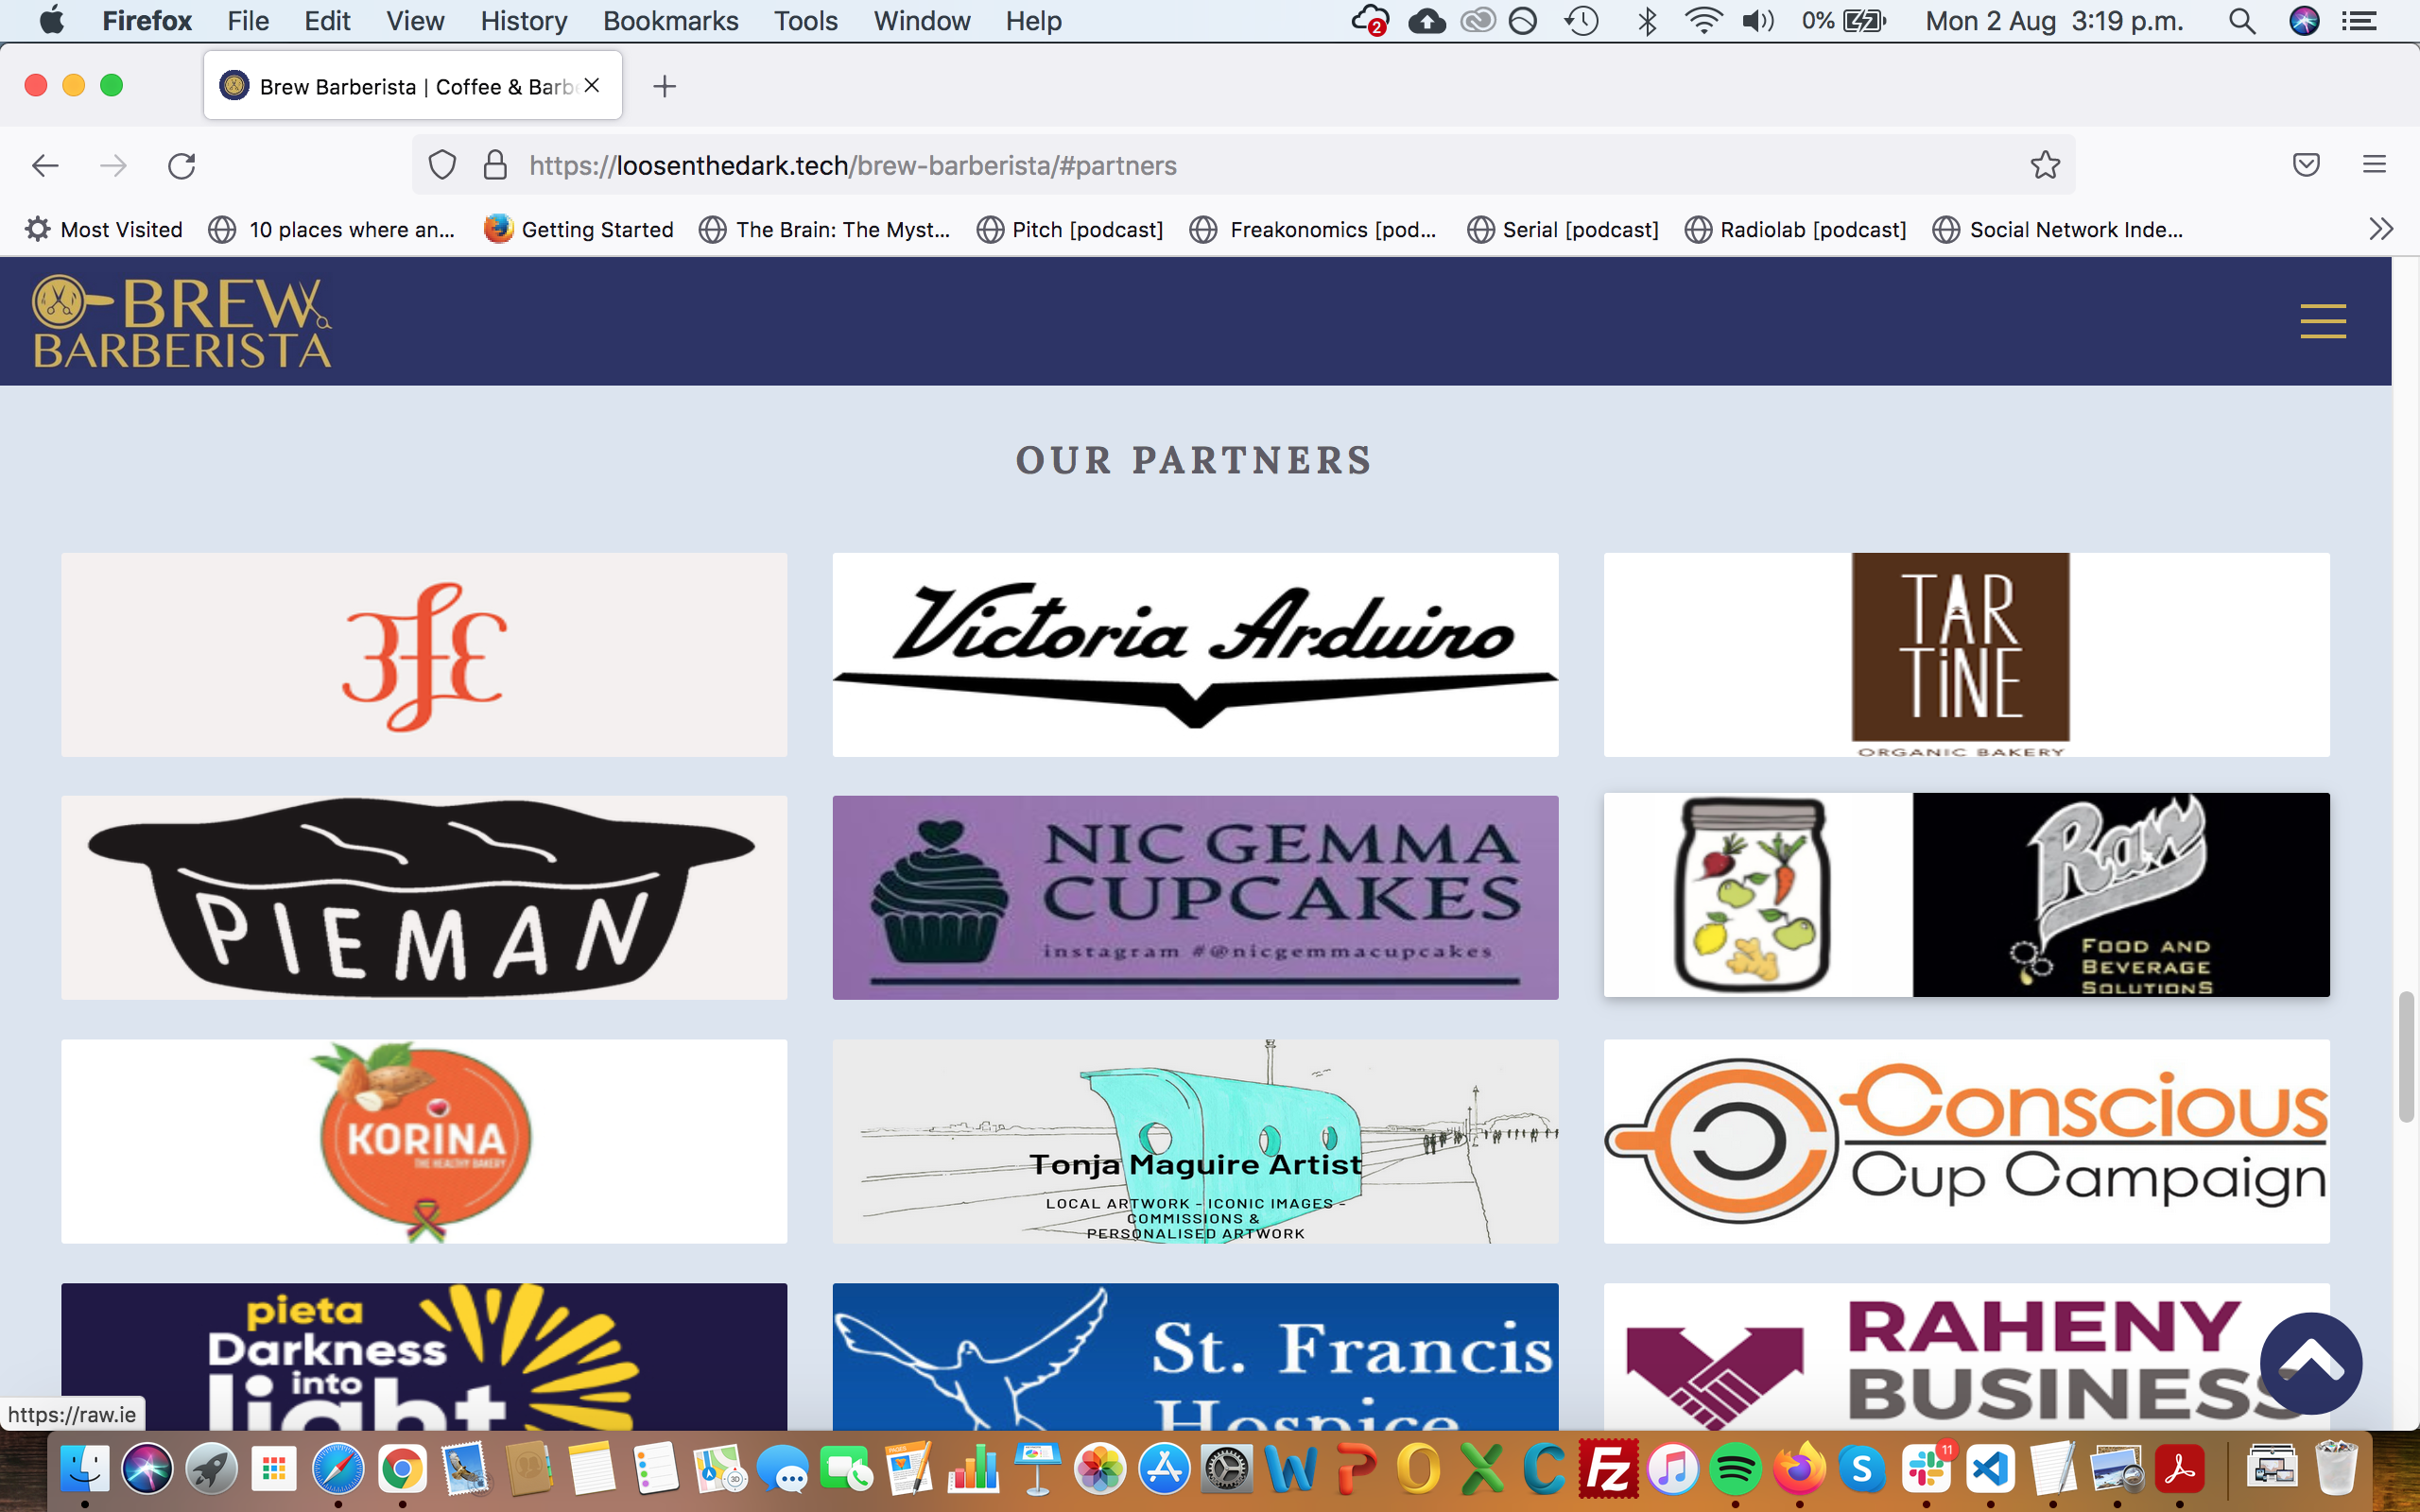 Firefox File Edit View History Bookmarks Tools Window Help 2 0% Mon 2 Aug 3:19 p.m.
Brew Barberista | Coffee & Barbe
https://loosenthedark.tech/brew-barberista/#partners
Most Visited 10 places where an... Getting Started The Brain: The Myst... Pitch [podcast] Freakonomics [pod... Serial [podcast] Radiolab [podcast] Social Network Inde...
BREW
BARBERISTA
OUR PARTNERS
3fE
Victoria Arduino
TAR
TiNE
ORGANIC BAKERY
PIEMAN
NIC GEMMA
CUPCAKES
instagram #@nicgemmacupcakes
Raw
FOOD AND
BEVERAGE
SOLUTIONS
KORINA
THE HEALTHY BAKERY
Tonja Maguire Artist
LOCAL ARTWORK - ICONIC IMAGES -
COMMISSIONS &
PERSONALISED ARTWORK
Conscious
Cup Campaign
pieta
Darkness
into
light
St. Francis
Hospice
RAHENY
BUSINESS
https://raw.ie
PAGES
3D
W P O X C Fz S 11